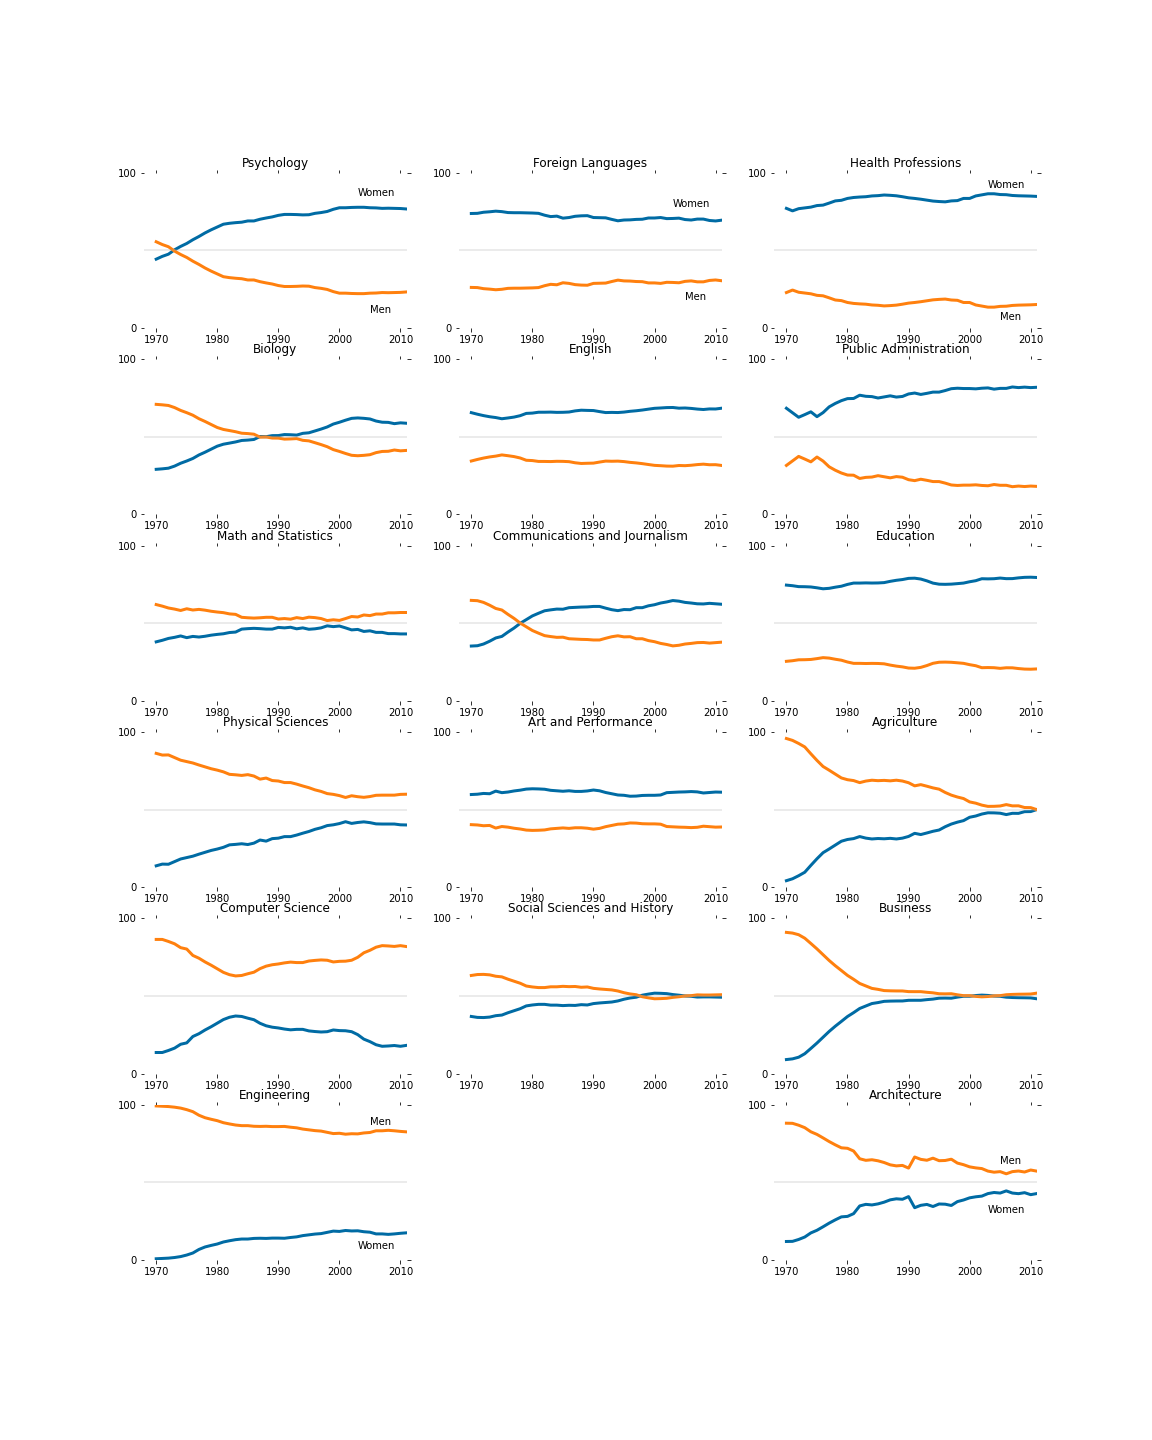 Psychology
100
Women
Men
0
1970 1980 1990 2000 2010
Foreign Languages
100
Women
Men
0
1970 1980 1990 2000 2010
Health Professions
100
Women
Men
0
1970 1980 1990 2000 2010
Biology
100
0
1970 1980 1990 2000 2010
English
100
0
1970 1980 1990 2000 2010
Public Administration
100
0
1970 1980 1990 2000 2010
Math and Statistics
100
0
1970 1980 1990 2000 2010
Communications and Journalism
100
0
1970 1980 1990 2000 2010
Education
100
0
1970 1980 1990 2000 2010
Physical Sciences
100
0
1970 1980 1990 2000 2010
Art and Performance
100
0
1970 1980 1990 2000 2010
Agriculture
100
0
1970 1980 1990 2000 2010
Computer Science
100
0
1970 1980 1990 2000 2010
Social Sciences and History
100
0
1970 1980 1990 2000 2010
Business
100
0
1970 1980 1990 2000 2010
Engineering
100
Men
Women
0
1970 1980 1990 2000 2010
Architecture
100
Men
Women
0
1970 1980 1990 2000 2010